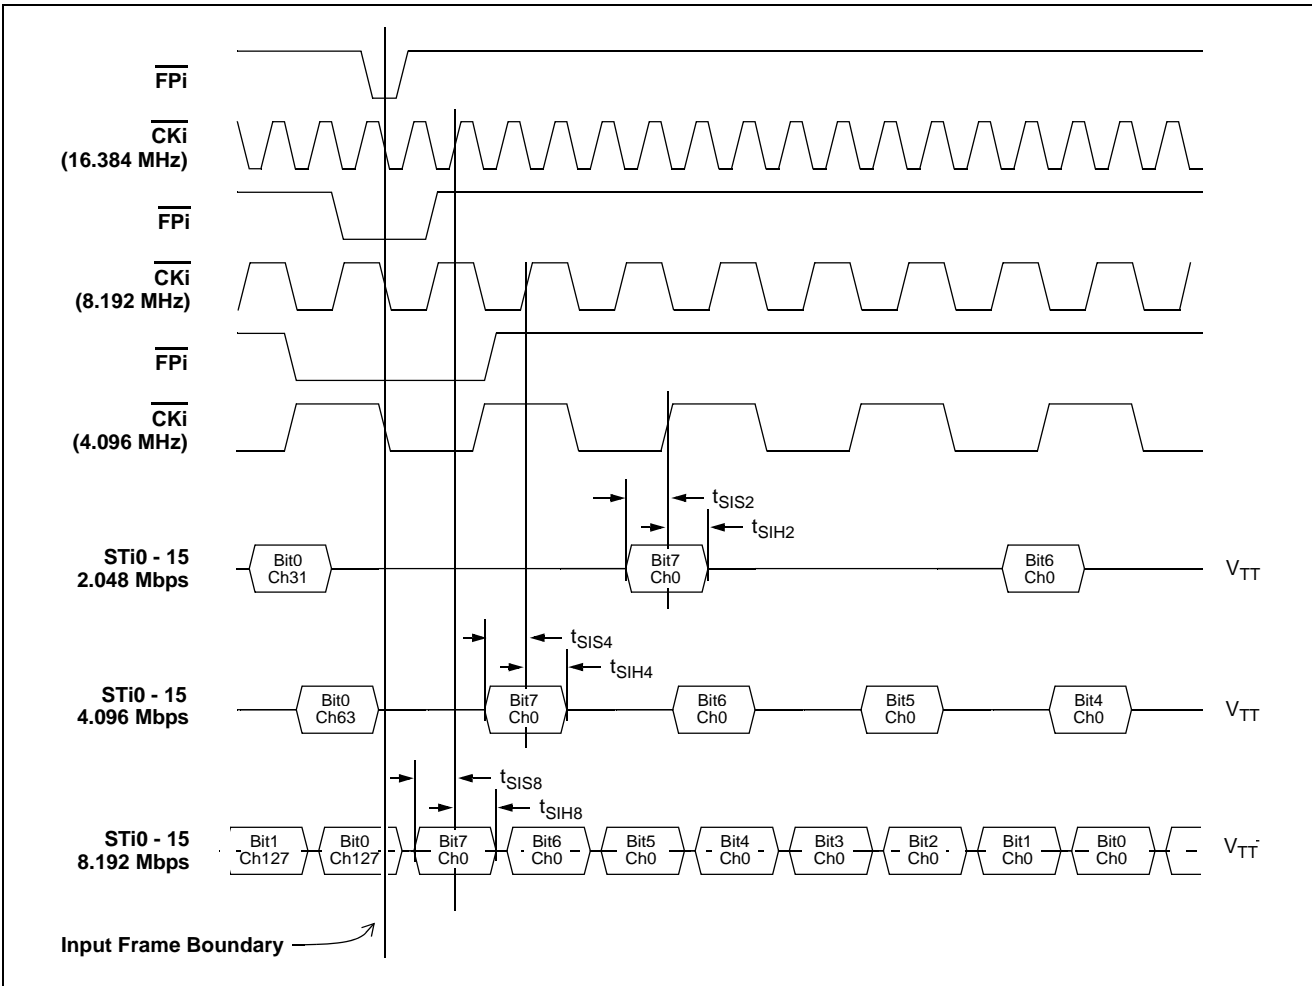 FPi
CKi
(16.384 MHz)
FPi
CKi
(8.192 MHz)
FPi
CKi
(4.096 MHz)
tSIS2
tSIH2
STi0 - 15
2.048 Mbps
Bit0
Ch31
Bit7
Ch0
Bit6
Ch0
VTT
tSIS4
tSIH4
STi0 - 15
4.096 Mbps
Bit0
Ch63
Bit7
Ch0
Bit6
Ch0
Bit5
Ch0
Bit4
Ch0
VTT
tSIS8
tSIH8
STi0 - 15
8.192 Mbps
Bit1
Ch127
Bit0
Ch127
Bit7
Ch0
Bit6
Ch0
Bit5
Ch0
Bit4
Ch0
Bit3
Ch0
Bit2
Ch0
Bit1
Ch0
Bit0
Ch0
VTT
Input Frame Boundary